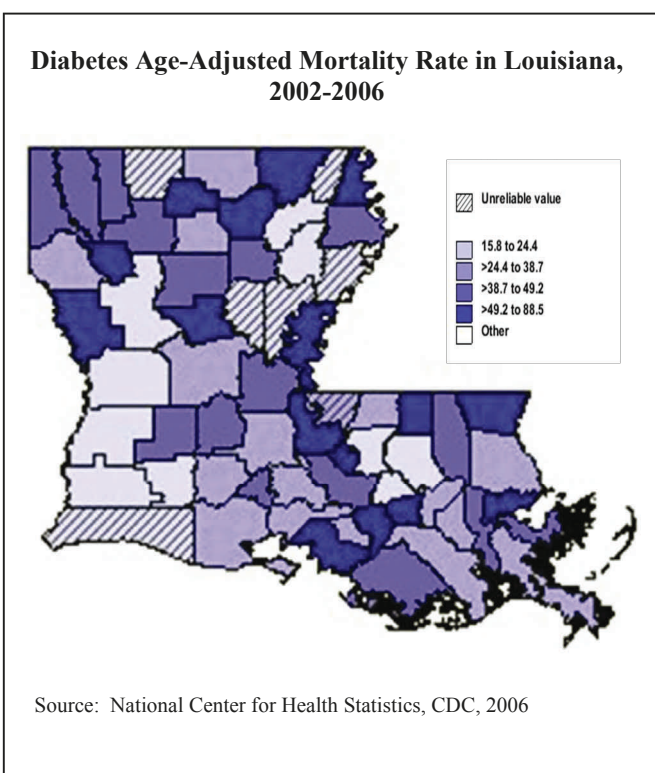 Diabetes Age-Adjusted Mortality Rate in Louisiana,
2002-2006
Unreliable value
15.8 to 24.4
>24.4 to 38.7
>38.7 to 49.2
>49.2 to 88.5
Other
Source:  National Center for Health Statistics, CDC, 2006